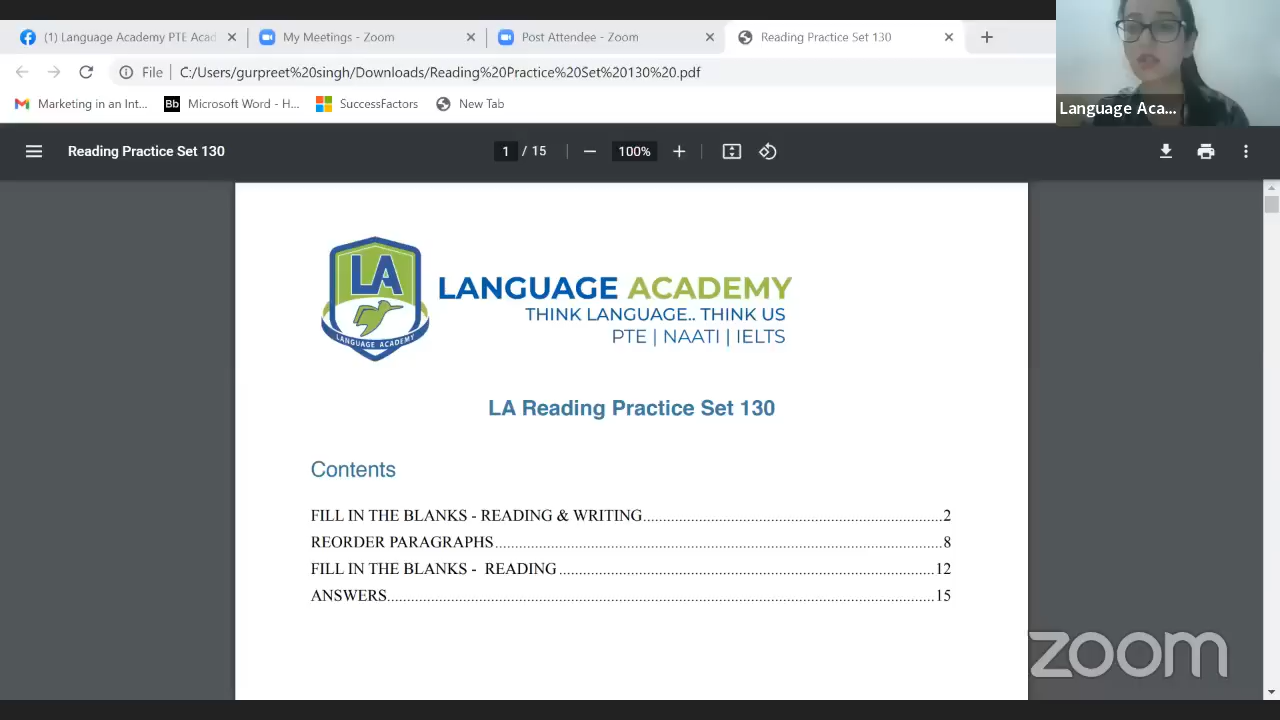 (1) Language Academy PTE Acad
My Meetings - Zoom
Post Attendee - Zoom
Reading Practice Set 130
File
C:/Users/gurpreet%20singh/Downloads/Reading%20Practice%20Set%20130%20.pdf
Marketing in an Int...
Bb
Microsoft Word - H...
SuccessFactors
New Tab
Language Aca...
Reading Practice Set 130
1 / 15
100%
LA
LANGUAGE ACADEMY
LANGUAGE ACADEMY
THINK LANGUAGE.. THINK US
PTE | NAATI | IELTS
LA Reading Practice Set 130
Contents
FILL IN THE BLANKS - READING & WRITING 2
REORDER PARAGRAPHS 8
FILL IN THE BLANKS - READING 12
ANSWERS 15
zoom